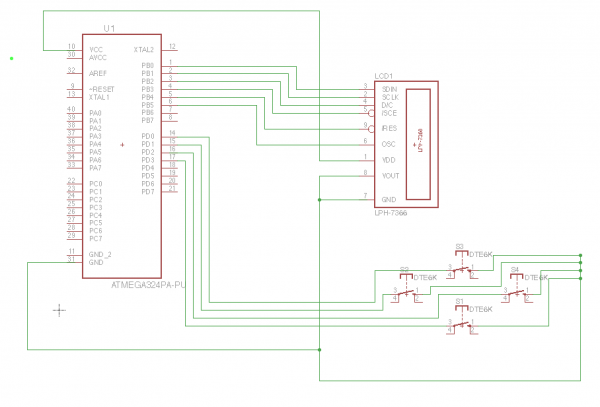 U1
10 VCC XTAL2 12
30 AVCC
PB0 1
32 AREF PB1 2
PB2 3
9 ~RESET PB3 4
13 XTAL1 PB4 5
PB5 6
40 PA0 PB6 7
39 PA1 PB7 8
38 PA2
37 PA3 PD0 14
36 PA4 PD1 15
35 PA5 PD2 16
34 PA6 PD3 17
33 PA7 PD4 18
PD5 19
22 PC0 PD6 20
23 PC1 PD7 21
24 PC2
25 PC3
26 PC4
27 PC5
28 PC6
29 PC7
11 GND_2
31 GND
ATMEGA324PA-PU
LCD1
3 SDIN
2 SCLK
4 D/C
5 !SCE
!RES
6 OSC
1 VDD
8 VOUT
7 GND
LPH-7366
LPH-7366
S3
DTE6K
3 1
4 2
S2
DTE6K
3 1
4 2
S4
DTE6K
3 1
4 2
S1
DTE6K
3 1
4 2